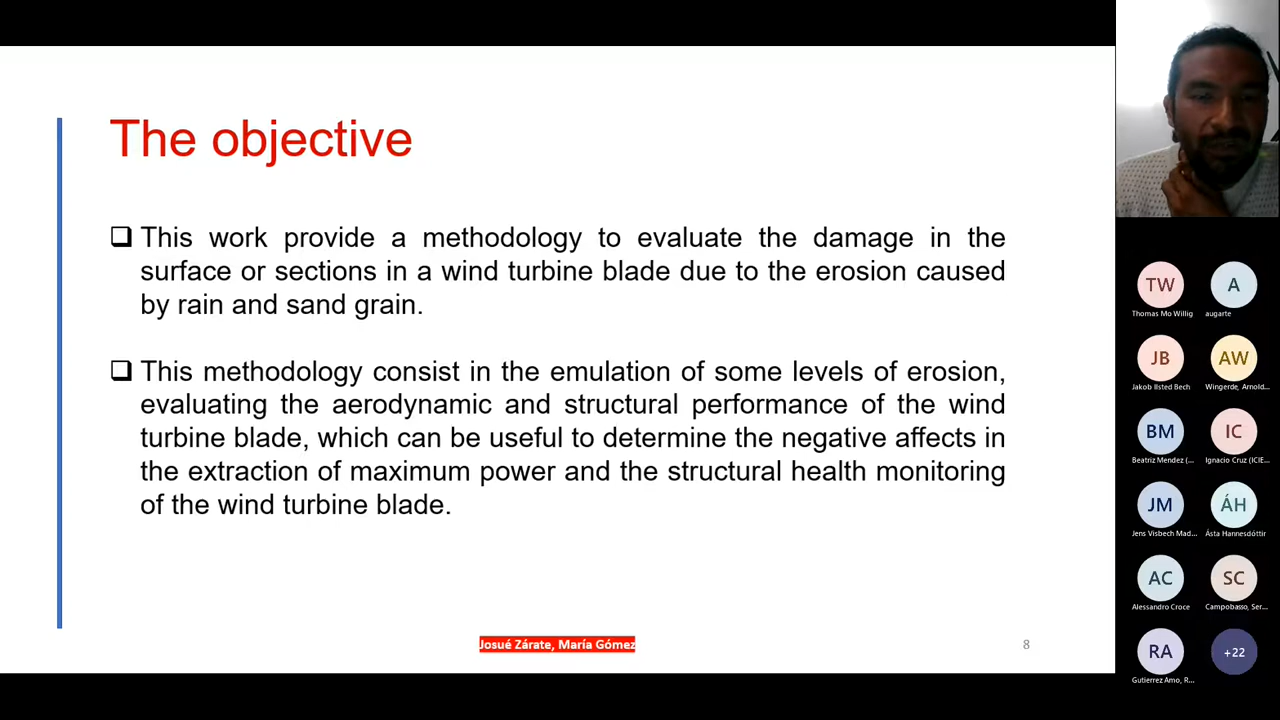 The objective
This work provide a methodology to evaluate the damage in the
surface or sections in a wind turbine blade due to the erosion caused
by rain and sand grain.
This methodology consist in the emulation of some levels of erosion,
evaluating the aerodynamic and structural performance of the wind
turbine blade, which can be useful to determine the negative affects in
the extraction of maximum power and the structural health monitoring
of the wind turbine blade.
Josué Zárate, María Gómez
8
TW
A
Thomas Mo Willig
augarte
JB
AW
Jakob Ilsted Bech
Wingerde, Arnold...
BM
IC
Beatriz Mendez (...
Ignacio Cruz (ICIE...
JM
ÁH
Jens Visbech Mad...
Ásta Hannesdóttir
AC
SC
Alessandro Croce
Campobasso, Ser...
RA
+22
Gutierrez Amo, R...